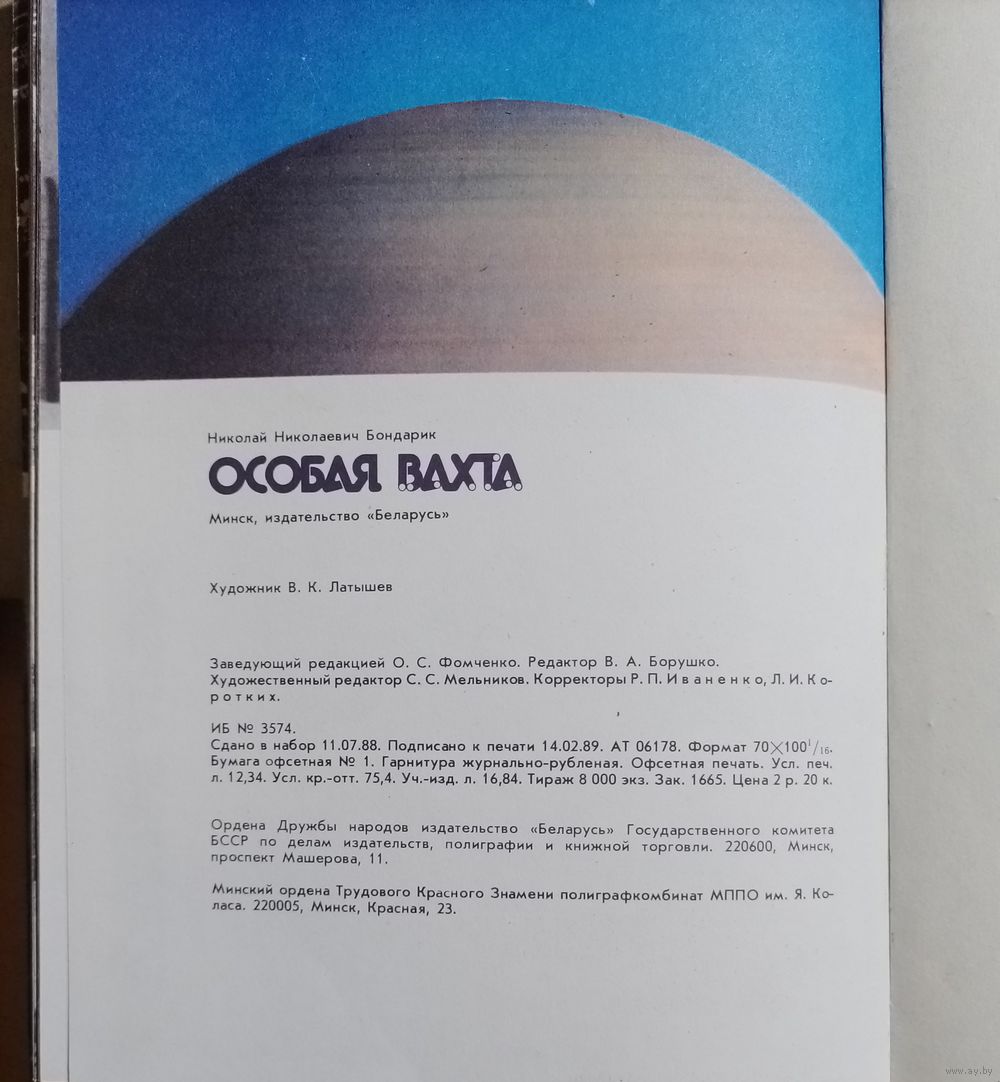 Николай Николаевич Бондарик
ОСОБАЯ ВАХТА
Минск, издательство «Беларусь»
Художник В. К. Латышев
Заведующий редакцией О. С. Фомченко. Редактор В. А. Борушко.
Художественный редактор С. С. Мельников. Корректоры Р. П. Иваненко, Л. И. Ко-
ротких.
ИБ № 3574.
Сдано в набор 11.07.88. Подписано к печати 14.02.89. АТ 06178. Формат 70×100¹/₁₆.
Бумага офсетная № 1. Гарнитура журнально-рубленая. Офсетная печать. Усл. печ.
л. 12,34. Усл. кр.-отт. 75,4. Уч.-изд. л. 16,84. Тираж 8 000 экз. Зак. 1665. Цена 2 р. 20 к.
Ордена Дружбы народов издательство «Беларусь» Государственного комитета
БССР по делам издательств, полиграфии и книжной торговли. 220600, Минск,
проспект Машерова, 11.
Минский ордена Трудового Красного Знамени полиграфкомбинат МППО им. Я. Ко-
ласа. 220005, Минск, Красная, 23.
www.ay.by